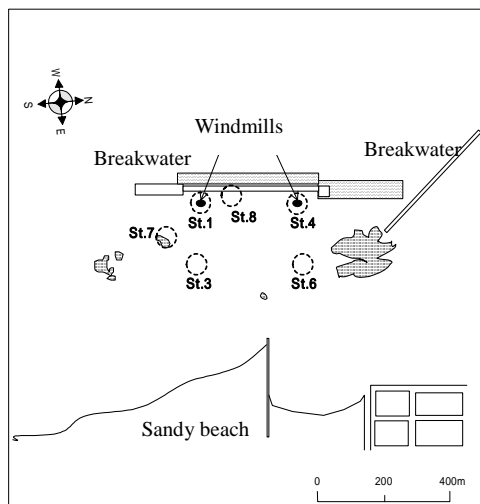 W
S
N
E
Windmills
Breakwater
Breakwater
St.8
St.1
St.4
St.7
St.3
St.6
Sandy beach
0 200 400m